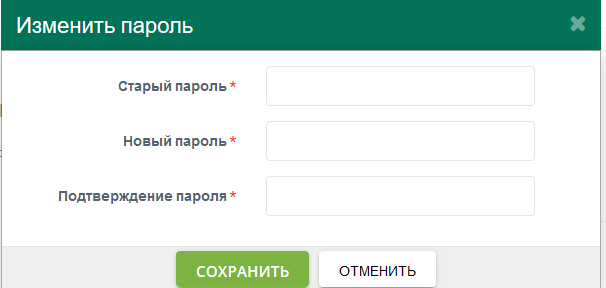 Изменить пароль
Старый пароль *
Новый пароль *
Подтверждение пароля *
СОХРАНИТЬ ОТМЕНИТЬ